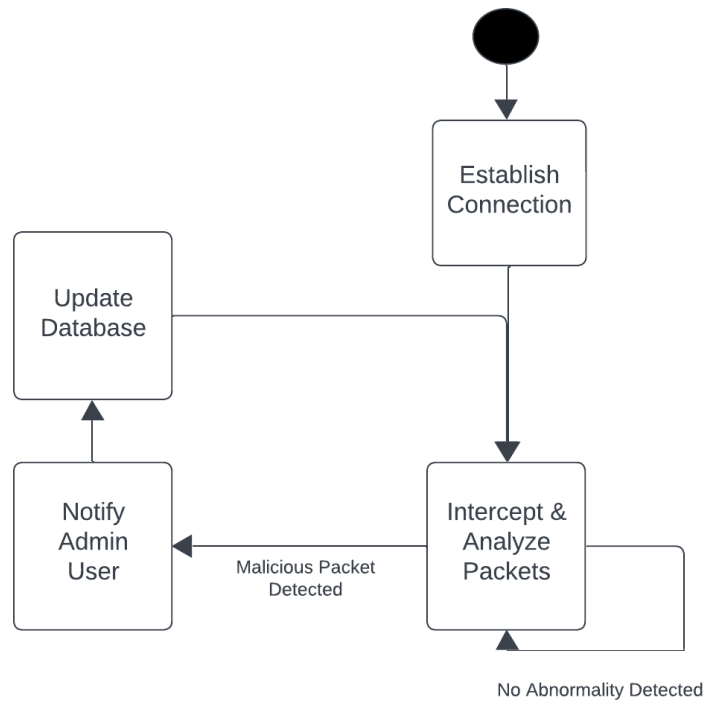 Establish
Connection
Update
Database
Notify
Admin
User
Malicious Packet
Detected
Intercept &
Analyze
Packets
No Abnormality Detected